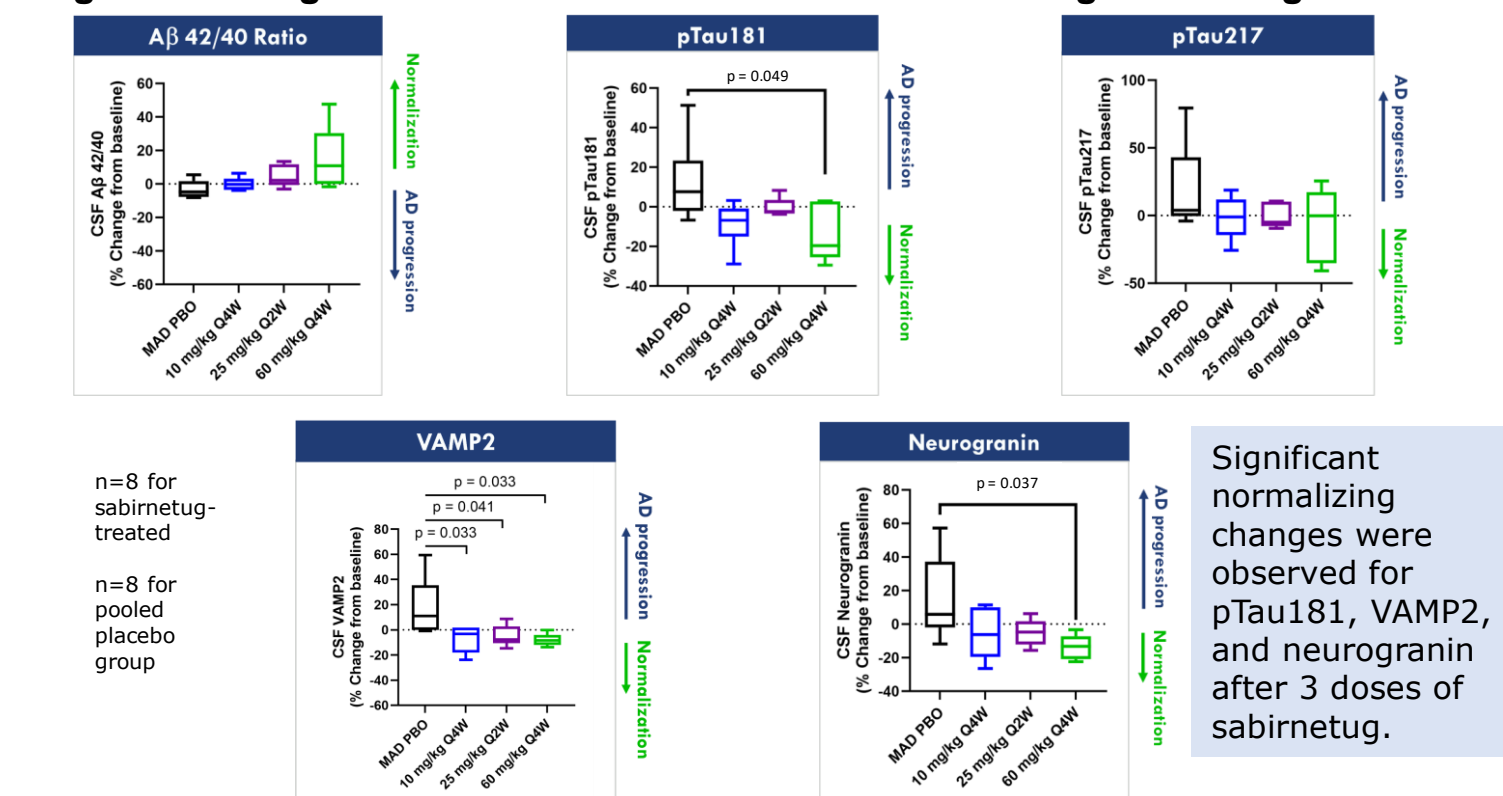 Aβ 42/40 Ratio
CSF Aβ 42/40
(% Change from baseline)
60
40
20
0
-20
-40
-60
MAD PBO
10 mg/kg Q4W
25 mg/kg Q2W
60 mg/kg Q4W
Normalization
AD progression
pTau181
p = 0.049
CSF pTau181
(% Change from baseline)
60
40
20
0
-20
-40
MAD PBO
10 mg/kg Q4W
25 mg/kg Q2W
60 mg/kg Q4W
AD progression
Normalization
pTau217
CSF pTau217
(% Change from baseline)
100
50
0
-50
MAD PBO
10 mg/kg Q4W
25 mg/kg Q2W
60 mg/kg Q4W
AD progression
Normalization
n=8 for
sabirnetug-
treated
n=8 for
pooled
placebo
group
VAMP2
p = 0.033
p = 0.041
p = 0.033
CSF VAMP2
(% Change from baseline)
80
60
40
20
0
-20
-40
-60
MAD PBO
10 mg/kg Q4W
25 mg/kg Q2W
60 mg/kg Q4W
AD progression
Normalization
Neurogranin
p = 0.037
CSF Neurogranin
(% Change from baseline)
80
60
40
20
0
-20
-40
MAD PBO
10 mg/kg Q4W
25 mg/kg Q2W
60 mg/kg Q4W
AD progression
Normalization
Significant
normalizing
changes were
observed for
pTau181, VAMP2,
and neurogranin
after 3 doses of
sabirnetug.